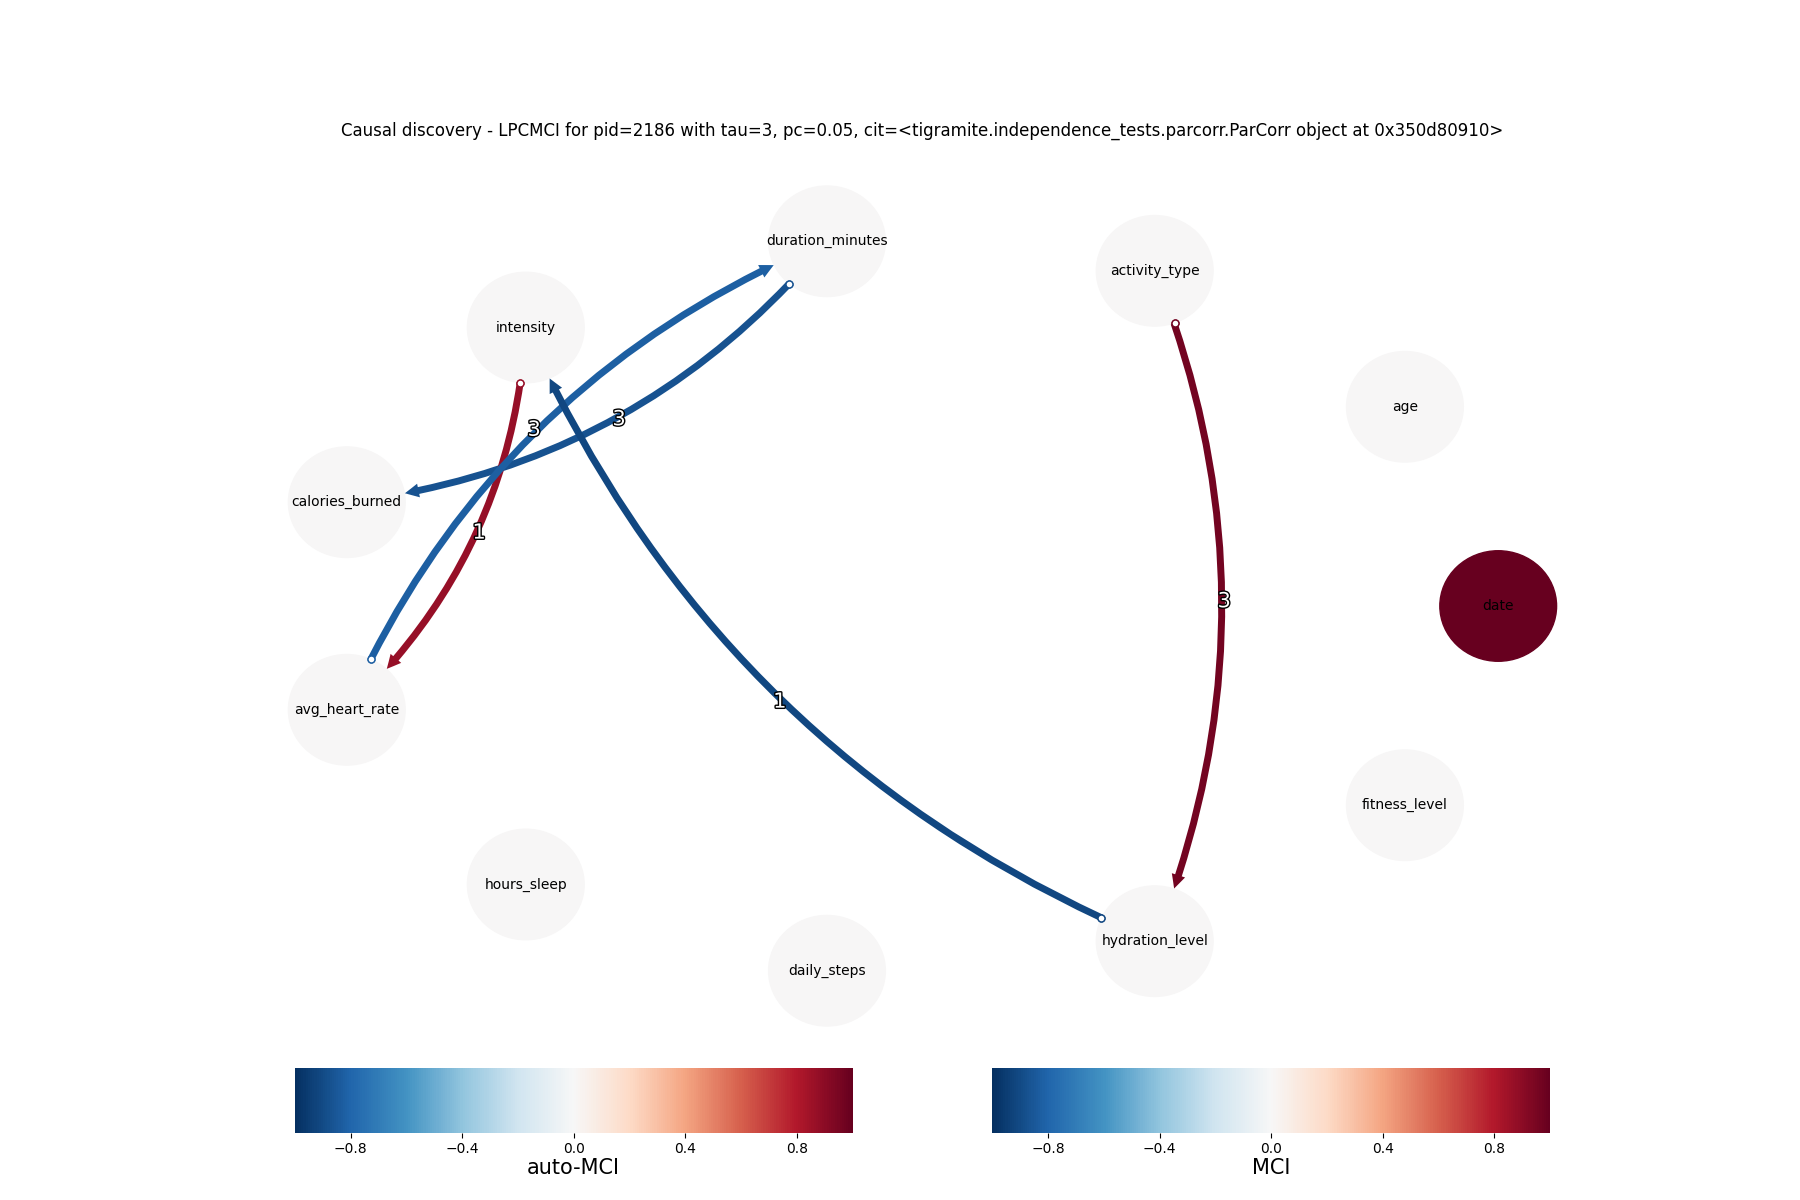 Causal discovery - LPCMCI for pid=2186 with tau=3, pc=0.05, cit=<tigramite.independence_tests.parcorr.ParCorr object at 0x350d80910>
duration_minutes
activity_type
intensity
age
3
3
calories_burned
1
3
date
1
avg_heart_rate
fitness_level
hours_sleep
hydration_level
daily_steps
−0.8 −0.4 0.0 0.4 0.8
auto-MCI
−0.8 −0.4 0.0 0.4 0.8
MCI